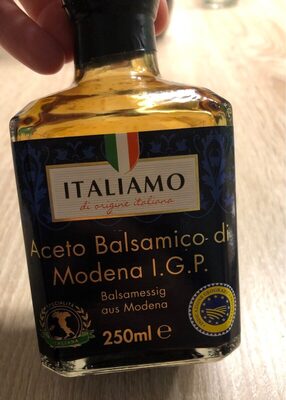 ITALIAMO
di origine italiana
Aceto Balsamico di
Modena I.G.P.
Balsamessig
aus Modena
250ml e